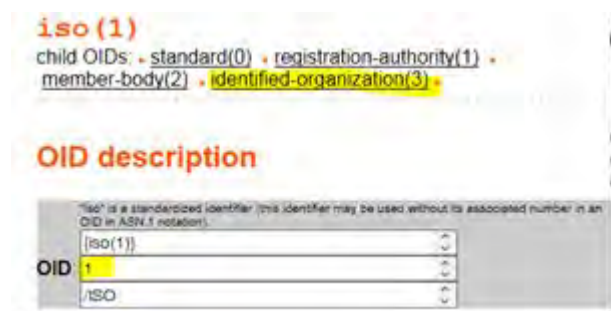 iso(1)
child OIDs: • standard(0) • registration-authority(1) •
member-body(2) • identified-organization(3) •
OID description
"iso" is a standardized identifier (this identifier may be used without its associated number in an
OID in ASN.1 notation).
{iso(1)}
OID 1
/ISO